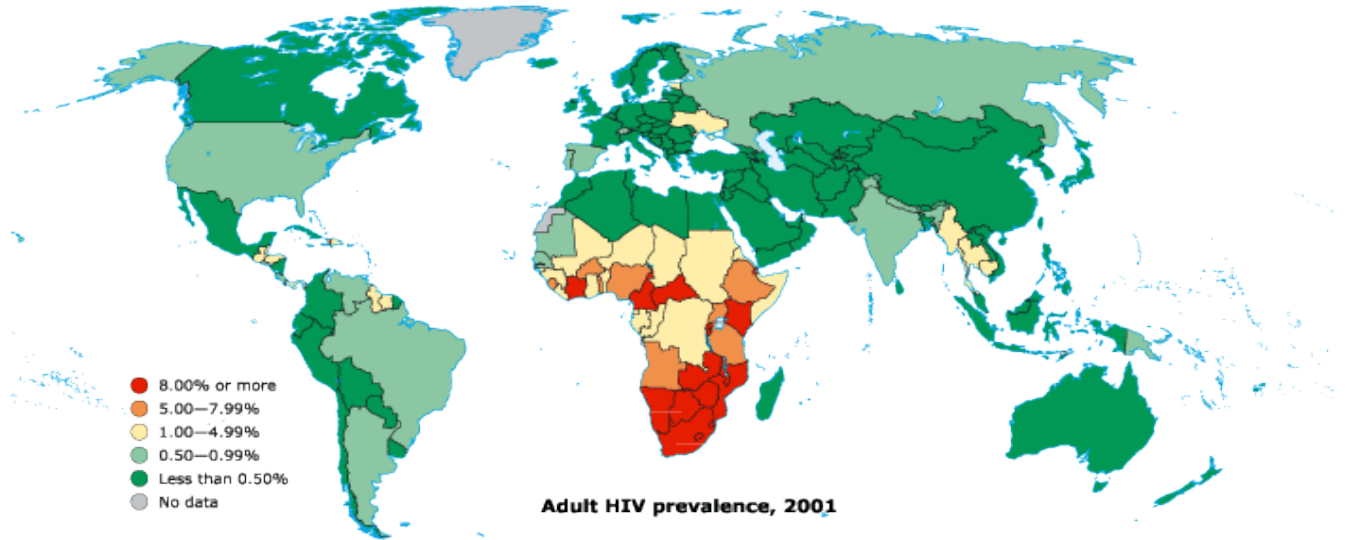 8.00% or more
5.00—7.99%
1.00—4.99%
0.50—0.99%
Less than 0.50%
No data
Adult HIV prevalence, 2001